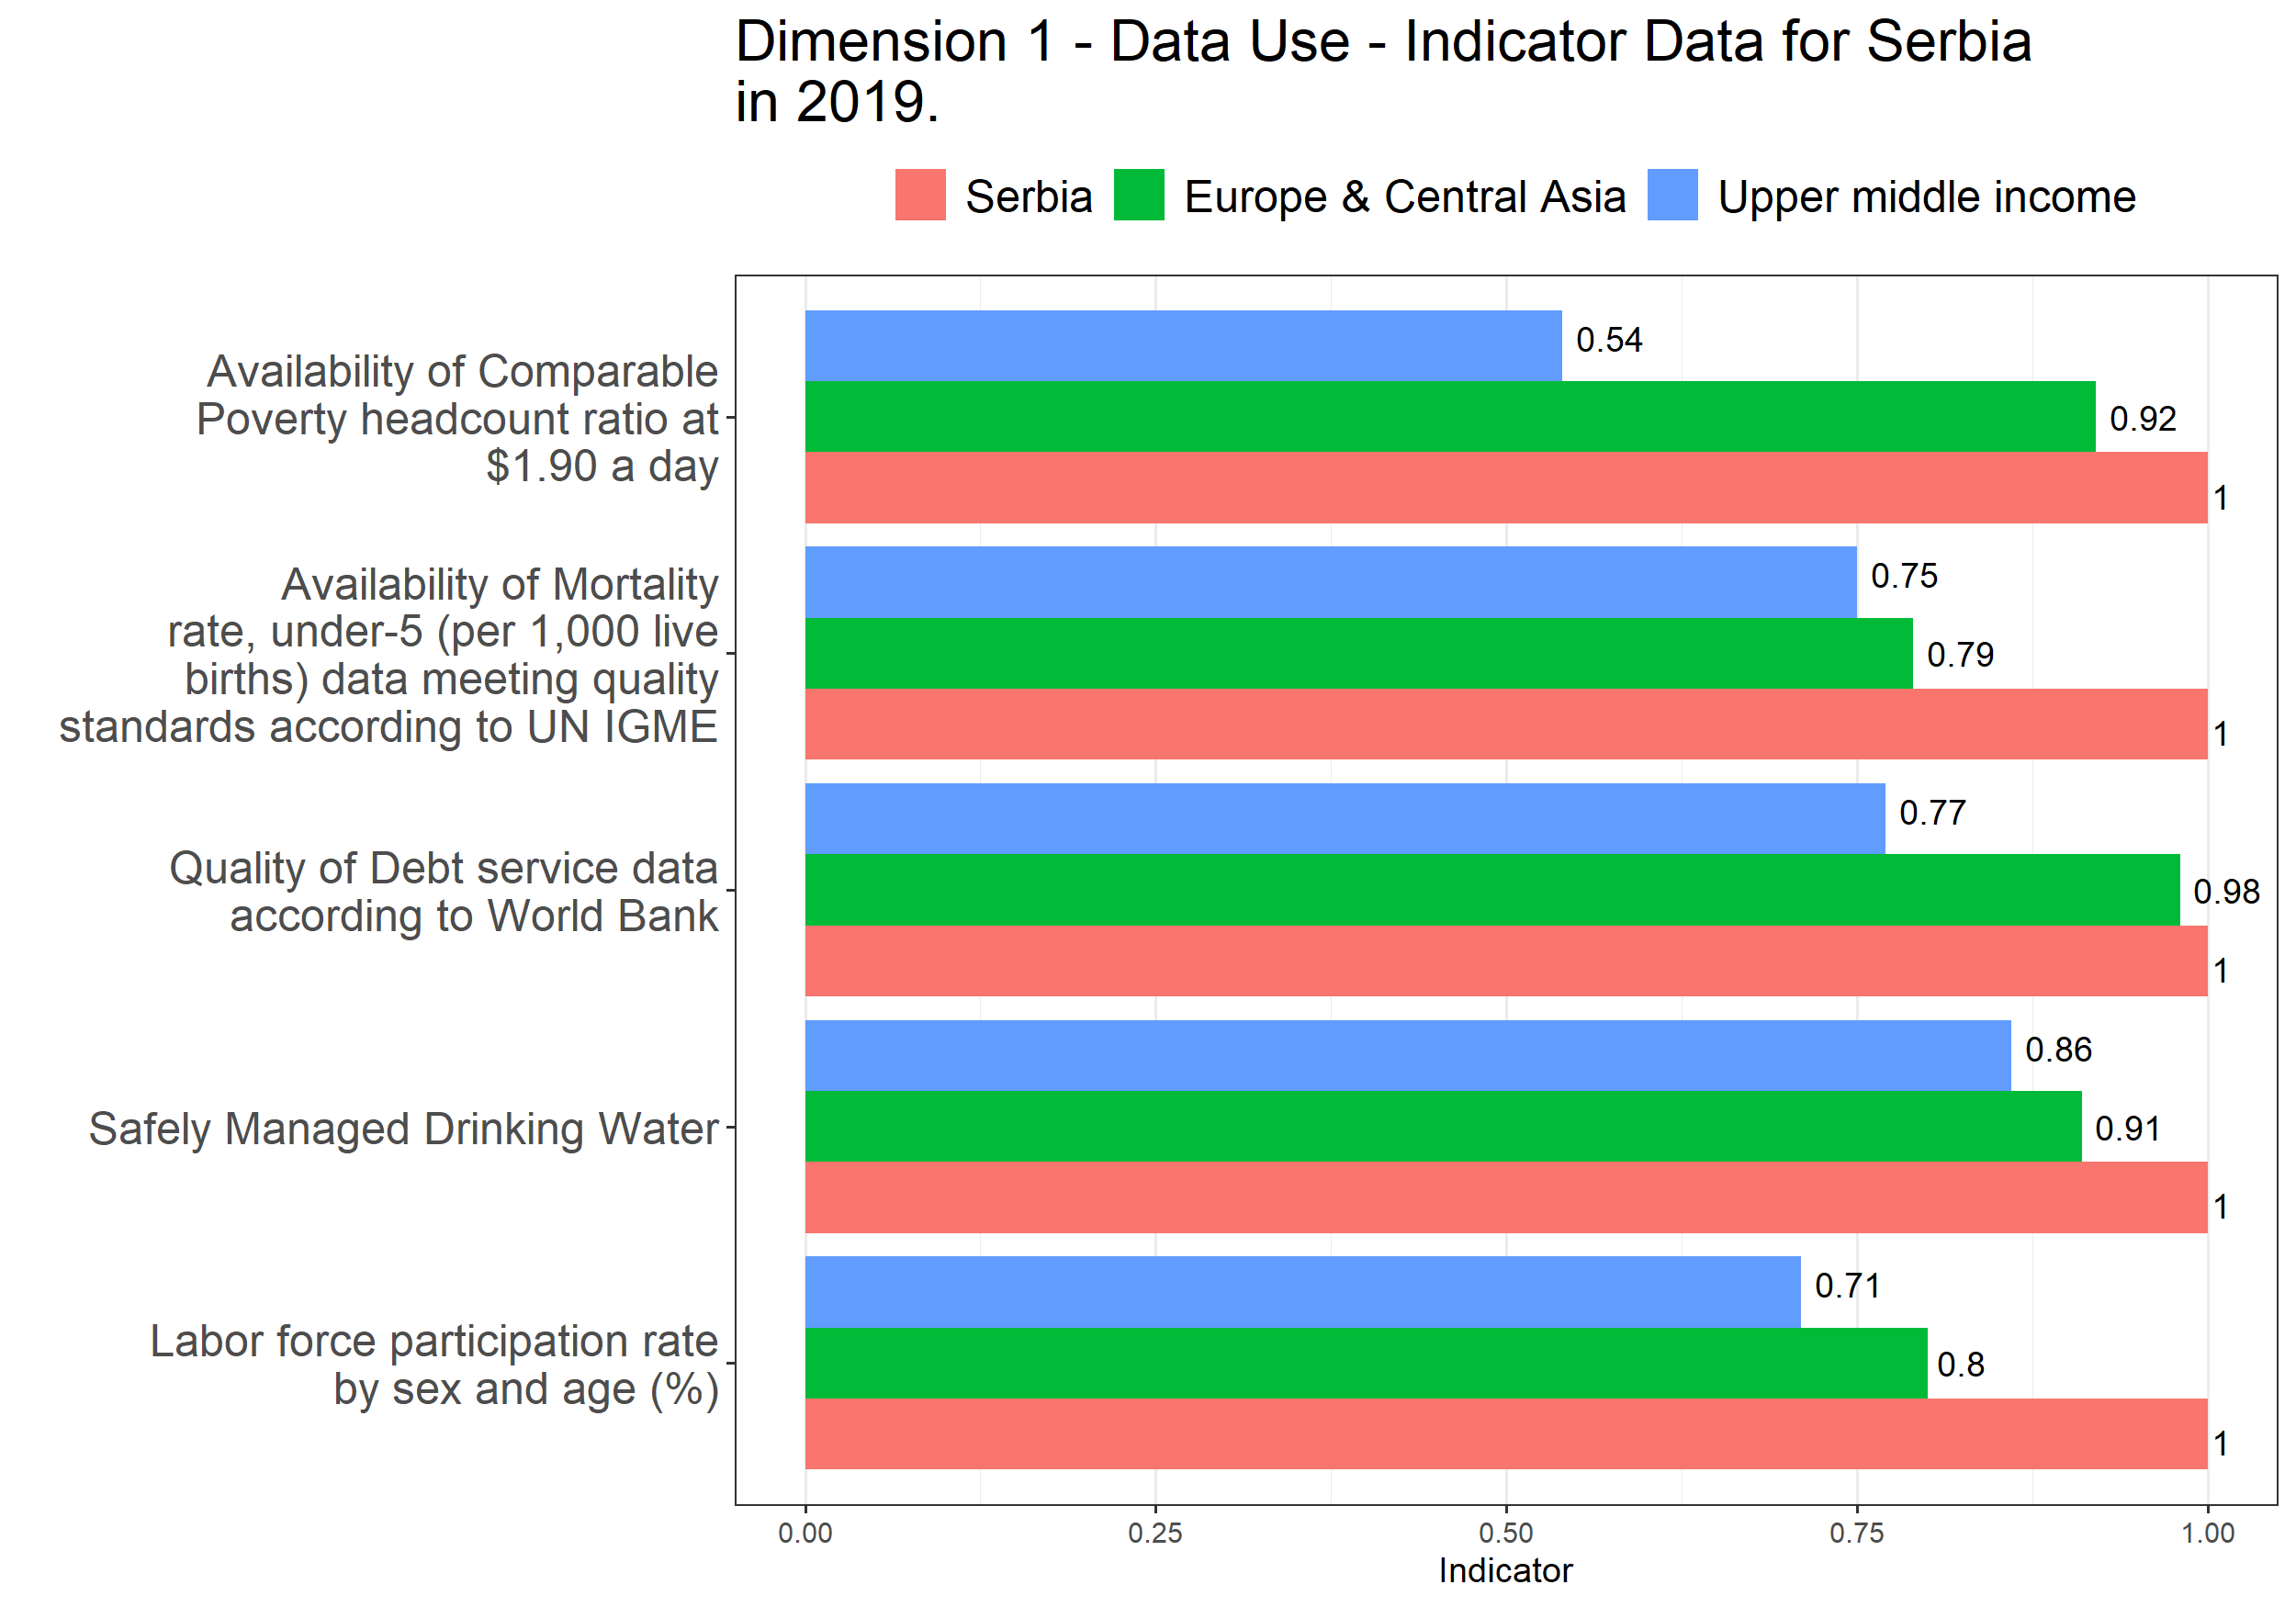 Dimension 1 - Data Use - Indicator Data for Serbia
in 2019.
Serbia
Europe & Central Asia
Upper middle income
Availability of Comparable
Poverty headcount ratio at
$1.90 a day
0.54
0.92
1
Availability of Mortality
rate, under-5 (per 1,000 live
births) data meeting quality
standards according to UN IGME
0.75
0.79
1
Quality of Debt service data
according to World Bank
0.77
0.98
1
Safely Managed Drinking Water
0.86
0.91
1
Labor force participation rate
by sex and age (%)
0.71
0.8
1
0.00 0.25 0.50 0.75 1.00
Indicator